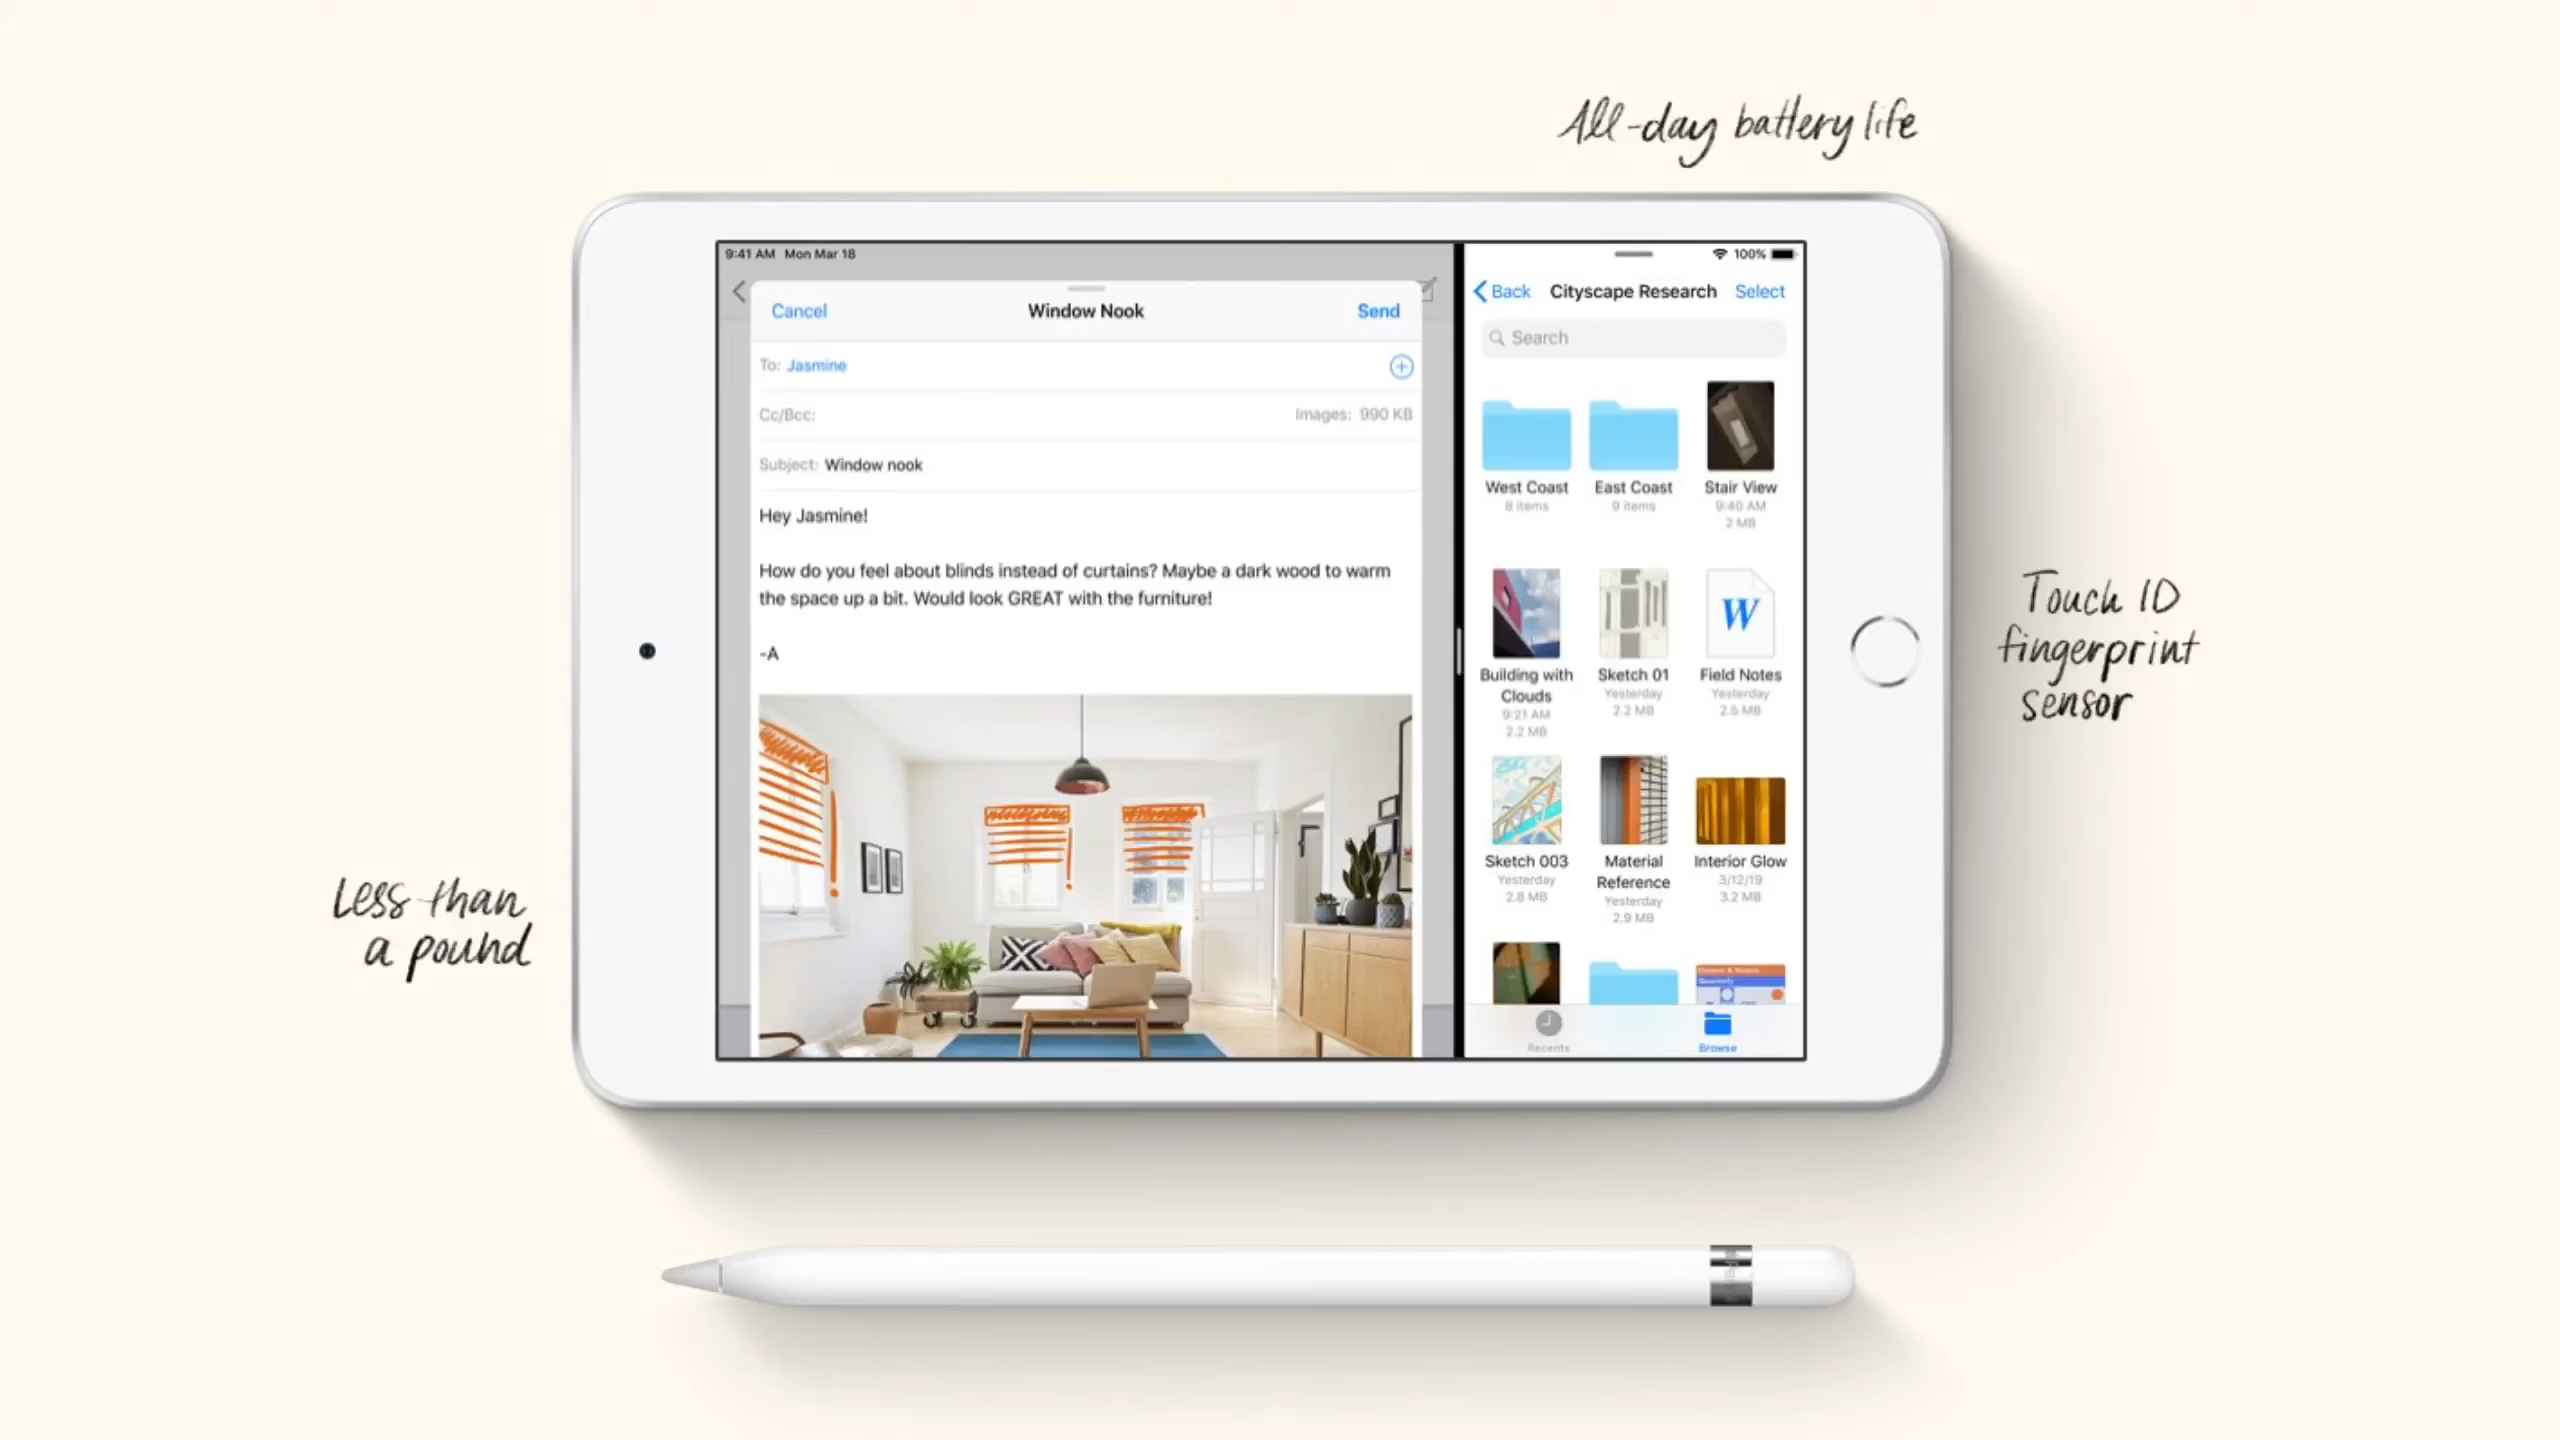 All-day battery life
9:41 AM Mon Mar 18
Cancel
Window Nook
Send
To: Jasmine
Cc/Bcc:
Images: 990 KB
Subject: Window nook
Hey Jasmine!
How do you feel about blinds instead of curtains? Maybe a dark wood to warm
the space up a bit. Would look GREAT with the furniture!
-A
100%
Back
Cityscape Research
Select
Search
West Coast
8 items
East Coast
9 items
Stair View
9:40 AM
2 MB
Building with
Clouds
9:21 AM
2.2 MB
Sketch 01
Yesterday
2.2 MB
W
Field Notes
Yesterday
2.5 MB
Sketch 003
Yesterday
2.8 MB
Material
Reference
Yesterday
2.9 MB
Interior Glow
3/12/19
3.2 MB
Quarterly
Recents
Browse
Touch ID
fingerprint
sensor
Less than
a pound